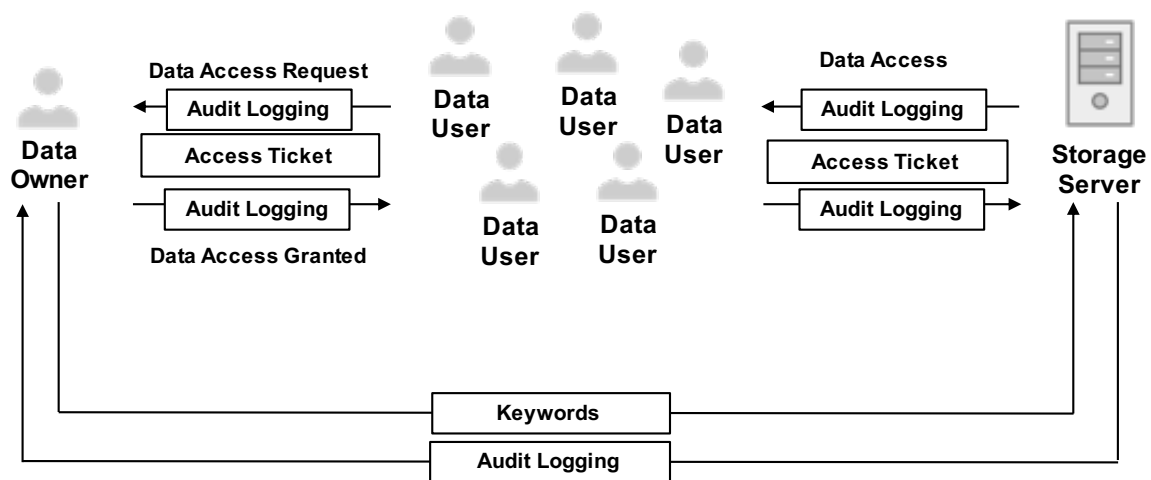 Data Access Request
Audit Logging
Access Ticket
Audit Logging
Data Access Granted
Data
Owner
Data
User
Data
User
Data
User
Data
User
Data
User
Data Access
Audit Logging
Access Ticket
Audit Logging
Storage
Server
Keywords
Audit Logging